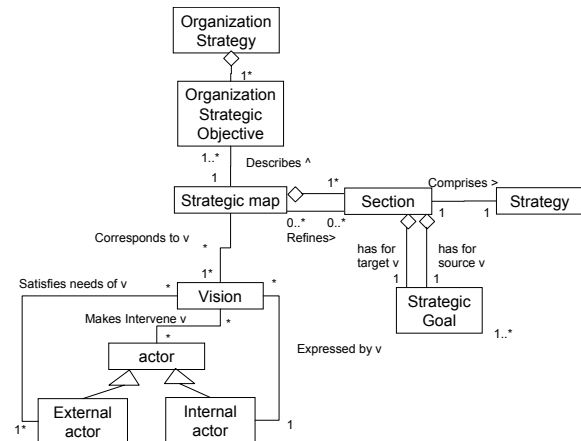 Organization
Strategy
1*
Organization
Strategic
Objective
1..*
Describes ^
1
1*
Comprises >
Strategic map
Section
Strategy
0..*
0..*
1
1
Refines>
Corresponds to v
*
has for
target v
has for
source v
Satisfies needs of v
*
1*
*
1
1
Vision
Strategic
Goal
Makes Intervene v
*
1..*
*
actor
Expressed by v
External
actor
Internal
actor
1*
1